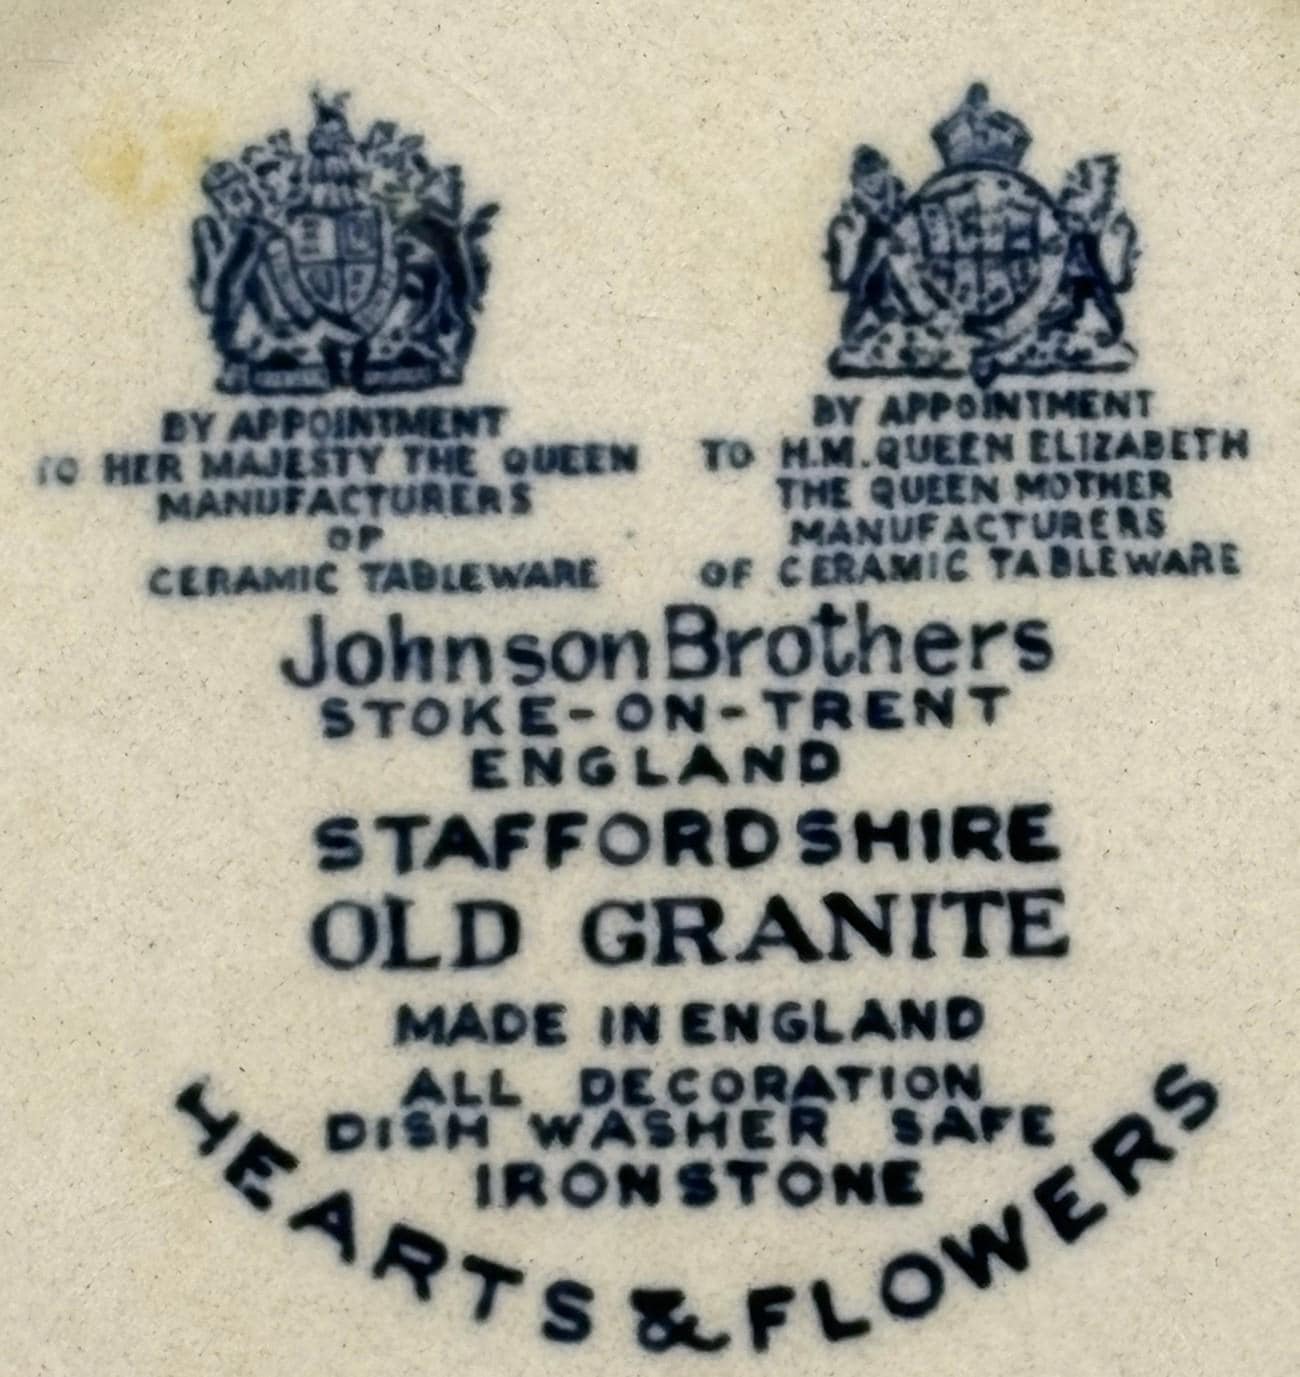 BY APPOINTMENT
TO HER MAJESTY THE QUEEN
MANUFACTURERS
OF
CERAMIC TABLEWARE
BY APPOINTMENT
TO H.M. QUEEN ELIZABETH
THE QUEEN MOTHER
MANUFACTURERS
OF CERAMIC TABLEWARE
Johnson Brothers
STOKE-ON-TRENT
ENGLAND
STAFFORDSHIRE
OLD GRANITE
MADE IN ENGLAND
ALL DECORATION
DISH WASHER SAFE
IRONSTONE
HEARTS & FLOWERS